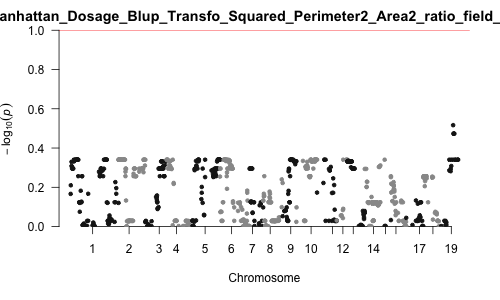 anhattan_Dosage_Blup_Transfo_Squared_Perimeter2_Area2_ratio_field_
1.0
0.8
0.6
0.4
0.2
0.0
− log10(p)
1 2 3 4 5 6 7 8 9 10 12 14 17 19
Chromosome